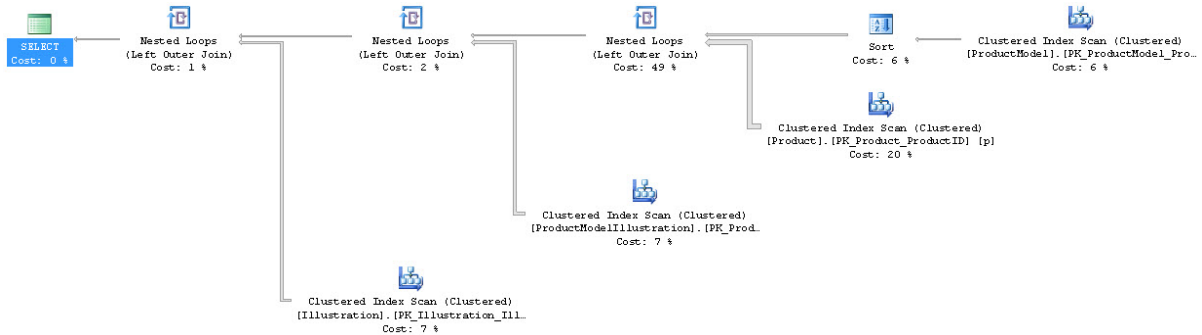 SELECT
Cost: 0 %
Nested Loops
(Left Outer Join)
Cost: 1 %
Nested Loops
(Left Outer Join)
Cost: 2 %
Nested Loops
(Left Outer Join)
Cost: 49 %
Sort
Cost: 6 %
Clustered Index Scan (Clustered)
[ProductModel].[PK_ProductModel_Pro…
Cost: 6 %
Clustered Index Scan (Clustered)
[Product].[PK_Product_ProductID] [p]
Cost: 20 %
Clustered Index Scan (Clustered)
[ProductModelIllustration].[PK_Prod…
Cost: 7 %
Clustered Index Scan (Clustered)
[Illustration].[PK_Illustration_Ill…
Cost: 7 %